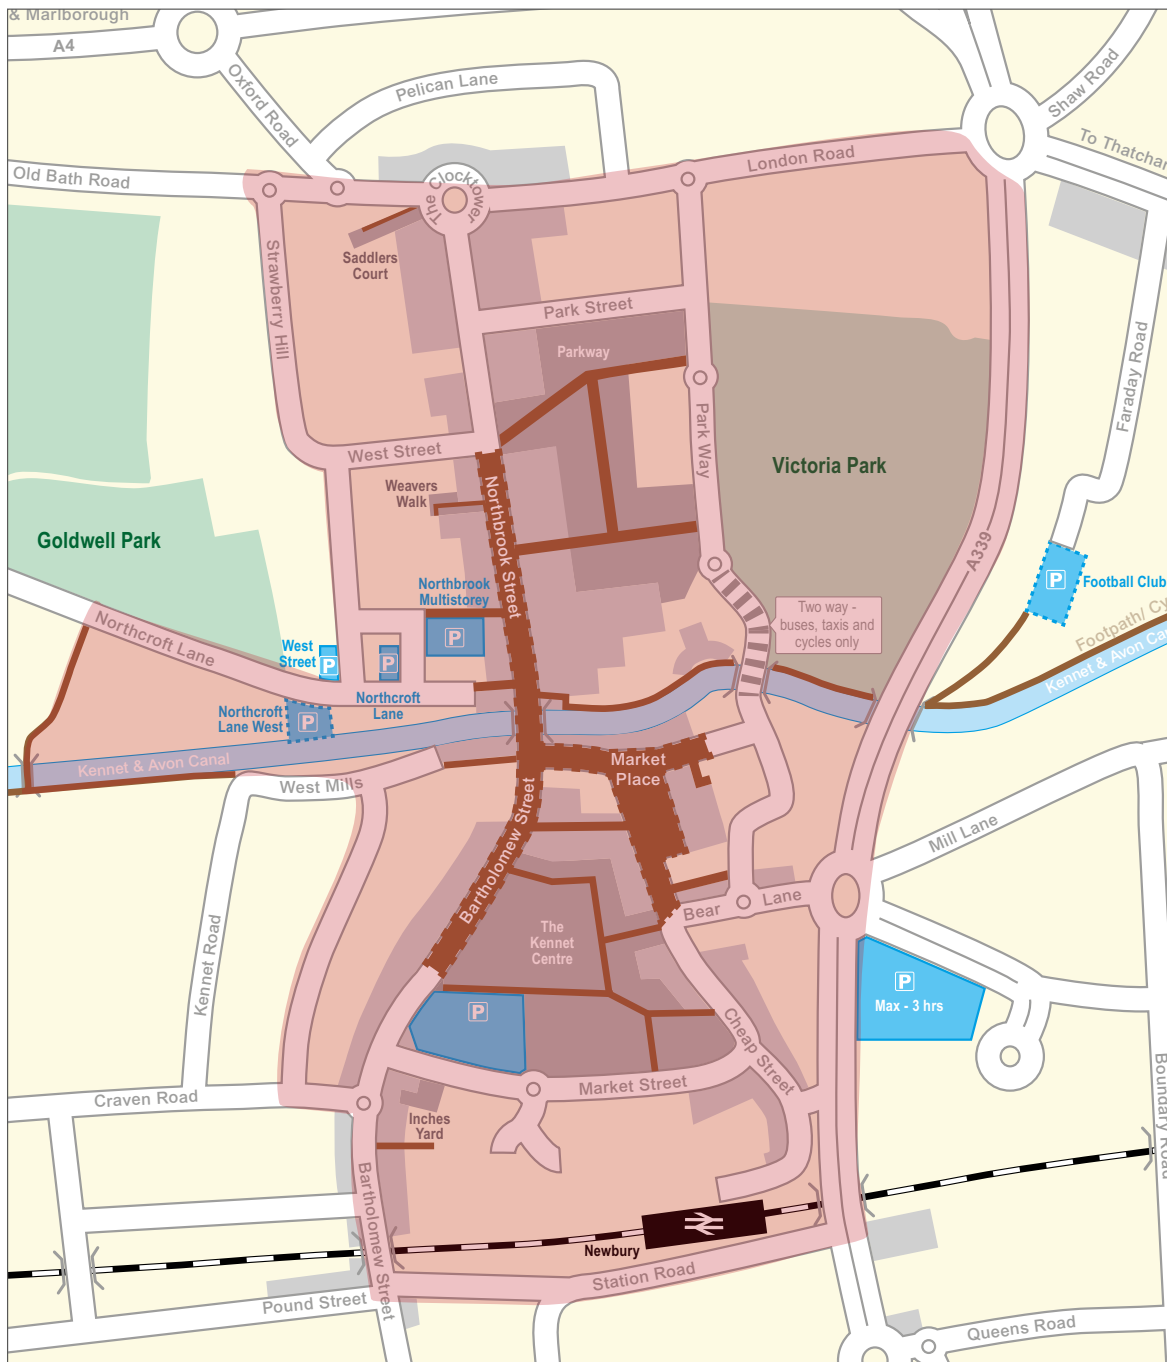 & Marlborough
A4
Oxford Road
Pelican Lane
Shaw Road
To Thatcha
Old Bath Road
The Clocktower
London Road
Saddlers
Court
Strawberry Hill
Park Street
Parkway
Faraday Road
Park Way
West Street
Victoria Park
Weavers
Walk
Northbrook Street
Goldwell Park
A339
Northbrook
Multistorey
P
Football Club
P
Two way -
buses, taxis and
cycles only
Footpath/ Cy
Northcroft Lane
West
Street
P
P
Kennet & Avon Canal
Northcroft
Lane
Northcroft
Lane West
P
Kennet & Avon Canal
Market
Place
West Mills
Bartholomew Street
Mill Lane
Bear Lane
Kennet Road
The
Kennet
Centre
P
Max - 3 hrs
P
Cheap Street
Market Street
Craven Road
Boundary Road
Inches
Yard
Bartholomew Street
Newbury
Station Road
Pound Street
Queens Road